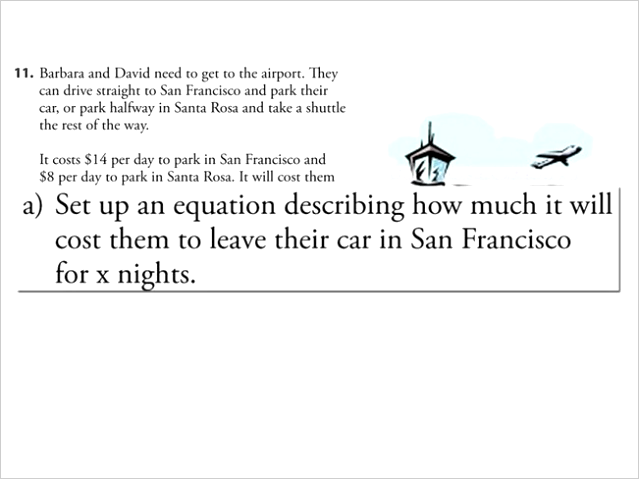 11. Barbara and David need to get to the airport. They
can drive straight to San Francisco and park their
car, or park halfway in Santa Rosa and take a shuttle
the rest of the way.
It costs $14 per day to park in San Francisco and
$8 per day to park in Santa Rosa. It will cost them
a) Set up an equation describing how much it will
cost them to leave their car in San Francisco
for x nights.